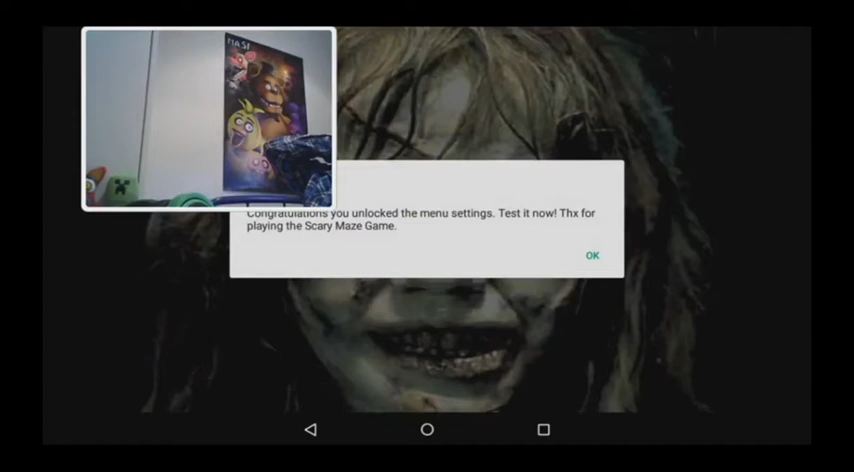 Congratulations you unlocked the menu settings. Test it now! Thx for
playing the Scary Maze Game.
OK